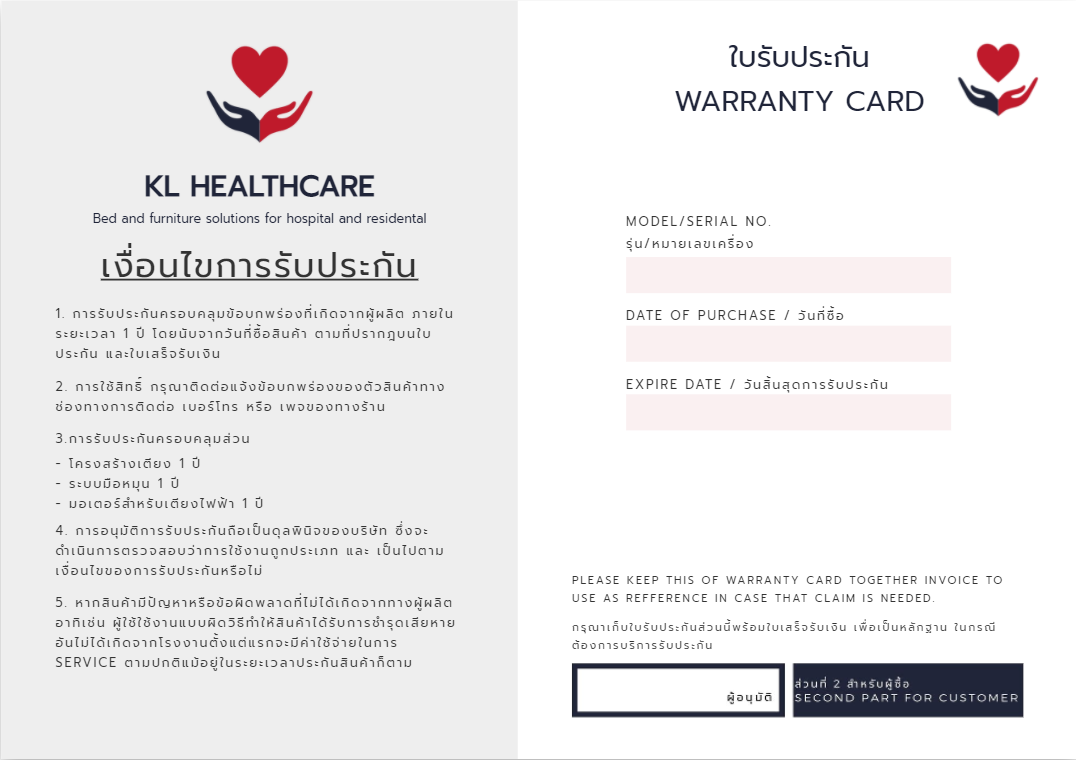 KL HEALTHCARE
Bed and furniture solutions for hospital and residental
เงื่อนไขการรับประกัน
1. การรับประกันครอบคลุมข้อบกพร่องที่เกิดจากผู้ผลิต ภายใน
ระยะเวลา 1 ปี โดยนับจากวันที่ซื้อสินค้า ตามที่ปรากฎบนใบ
ประกัน และใบเสร็จรับเงิน
2. การใช้สิทธิ์ กรุณาติดต่อแจ้งข้อบกพร่องของตัวสินค้าทาง
ช่องทางการติดต่อ เบอร์โทร หรือ เพจของทางร้าน
3.การรับประกันครอบคลุมส่วน
- โครงสร้างเตียง 1 ปี
- ระบบมือหมุน 1 ปี
- มอเตอร์สำหรับเตียงไฟฟ้า 1 ปี
4. การอนุมัติการรับประกันถือเป็นดุลพินิจของบริษัท ซึ่งจะ
ดำเนินการตรวจสอบว่าการใช้งานถูกประเภท และ เป็นไปตาม
เงื่อนไขของการรับประกันหรือไม่
5. หากสินค้ามีปัญหาหรือข้อผิดพลาดที่ไม่ได้เกิดจากทางผู้ผลิต
อาทิเช่น ผู้ใช้ใช้งานแบบผิดวิธีทำให้สินค้าได้รับการชำรุดเสียหาย
อันไม่ได้เกิดจากโรงงานตั้งแต่แรกจะมีค่าใช้จ่ายในการ
SERVICE ตามปกติแม้อยู่ในระยะเวลาประกันสินค้าก็ตาม
ใบรับประกัน
WARRANTY CARD
MODEL/SERIAL NO.
รุ่น/หมายเลขเครื่อง
DATE OF PURCHASE / วันที่ซื้อ
EXPIRE DATE / วันสิ้นสุดการรับประกัน
PLEASE KEEP THIS OF WARRANTY CARD TOGETHER INVOICE TO
USE AS REFFERENCE IN CASE THAT CLAIM IS NEEDED.
กรุณาเก็บใบรับประกันส่วนนี้พร้อมใบเสร็จรับเงิน เพื่อเป็นหลักฐาน ในกรณี
ต้องการบริการรับประกัน
ผู้อนุมัติ
ส่วนที่ 2 สำหรับผู้ซื้อ
SECOND PART FOR CUSTOMER